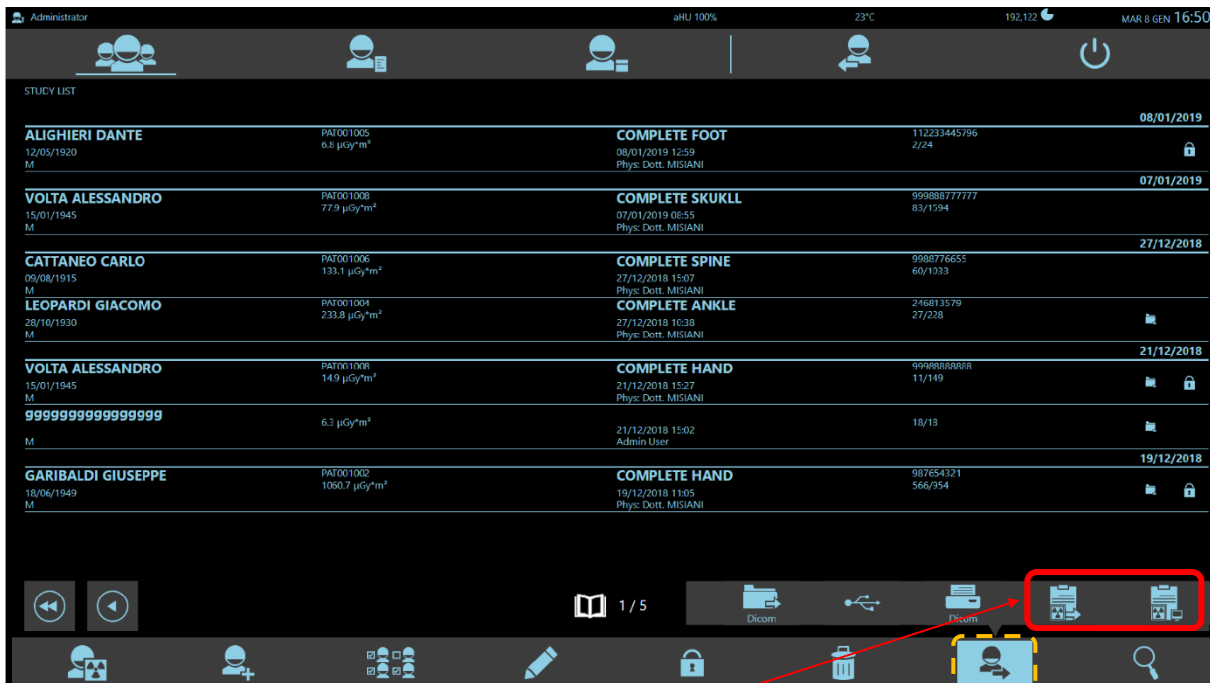 Administrator aHU 100% 23°C 192,122 MAR 8 GEN 16:50
STUDY LIST
08/01/2019
ALIGHIERI DANTE PAT001005 COMPLETE FOOT 112233445796
6.8 µGy*m² 2/24
12/05/1920 08/01/2019 12:59
M Phys: Dott. MISIANI
07/01/2019
VOLTA ALESSANDRO PAT001008 COMPLETE SKUKLL 999888777777
77.9 µGy*m² 83/1594
15/01/1945 07/01/2019 08:55
M Phys: Dott. MISIANI
27/12/2018
CATTANEO CARLO PAT001006 COMPLETE SPINE 9988776655
133.1 µGy*m² 60/1033
09/08/1915 27/12/2018 15:07
M Phys: Dott. MISIANI
LEOPARDI GIACOMO PAT001004 COMPLETE ANKLE 246813579
233.8 µGy*m² 27/228
28/10/1930 27/12/2018 10:38
M Phys: Dott. MISIANI
21/12/2018
VOLTA ALESSANDRO PAT001008 COMPLETE HAND 99988888888
14.9 µGy*m² 11/149
15/01/1945 21/12/2018 15:27
M Phys: Dott. MISIANI
gggggggggggggggg
6.3 µGy*m² 18/18
21/12/2018 15:02
M Admin User
19/12/2018
GARIBALDI GIUSEPPE PAT001002 COMPLETE HAND 987654321
1060.7 µGy*m² 566/954
18/06/1949 19/12/2018 11:05
M Phys: Dott. MISIANI
1 / 5
Dicom Dicom